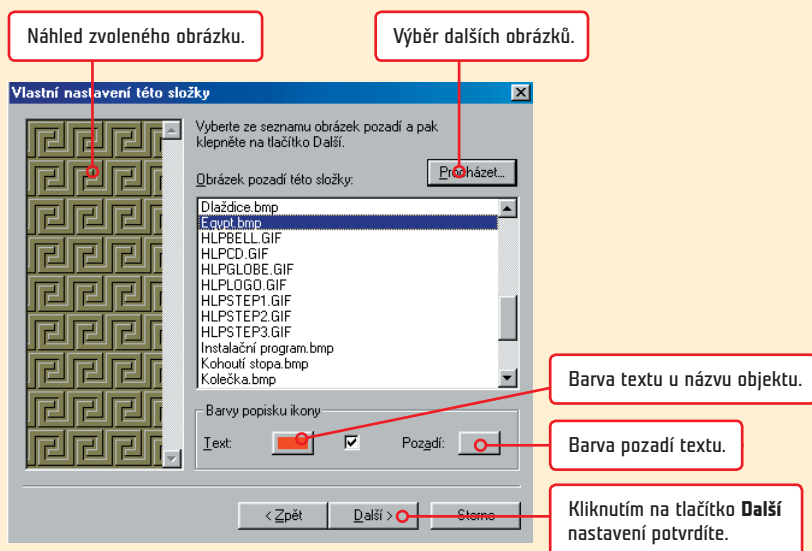 Náhled zvoleného obrázku.
Výběr dalších obrázků.
Vlastní nastavení této složky
Vyberte ze seznamu obrázek pozadí a pak
klepněte na tlačítko Další.
Obrázek pozadí této složky:
Procházet...
Dlaždice.bmp
Egypt.bmp
HLPBELL.GIF
HLPCD.GIF
HLPGLOBE.GIF
HLPLOGO.GIF
HLPSTEP1.GIF
HLPSTEP2.GIF
HLPSTEP3.GIF
Instalační program.bmp
Kohoutí stopa.bmp
Kolečka.bmp
Barva textu u názvu objektu.
Barvy popisku ikony
Text:
Pozadí:
Barva pozadí textu.
< Zpět
Další >
Storno
Kliknutím na tlačítko Další
nastavení potvrdíte.